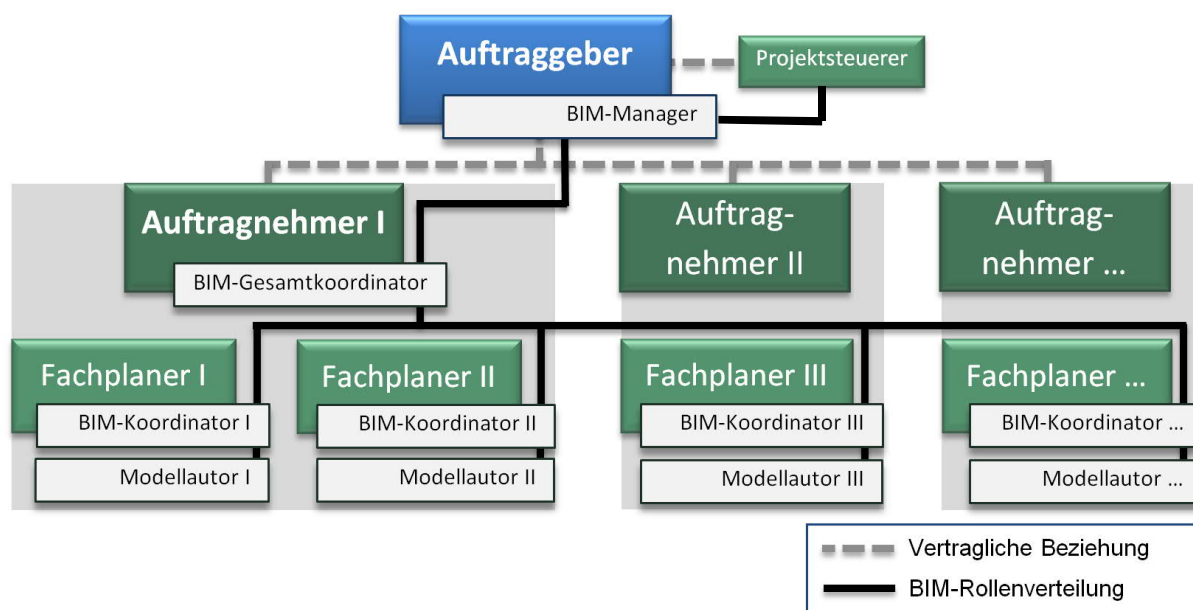 Auftraggeber
Projektsteuerer
BIM-Manager
Auftragnehmer I
Auftrag-
nehmer II
Auftrag-
nehmer ...
BIM-Gesamtkoordinator
Fachplaner I
Fachplaner II
Fachplaner III
Fachplaner ...
BIM-Koordinator I
BIM-Koordinator II
BIM-Koordinator III
BIM-Koordinator ...
Modellautor I
Modellautor II
Modellautor III
Modellautor ...
Vertragliche Beziehung
BIM-Rollenverteilung